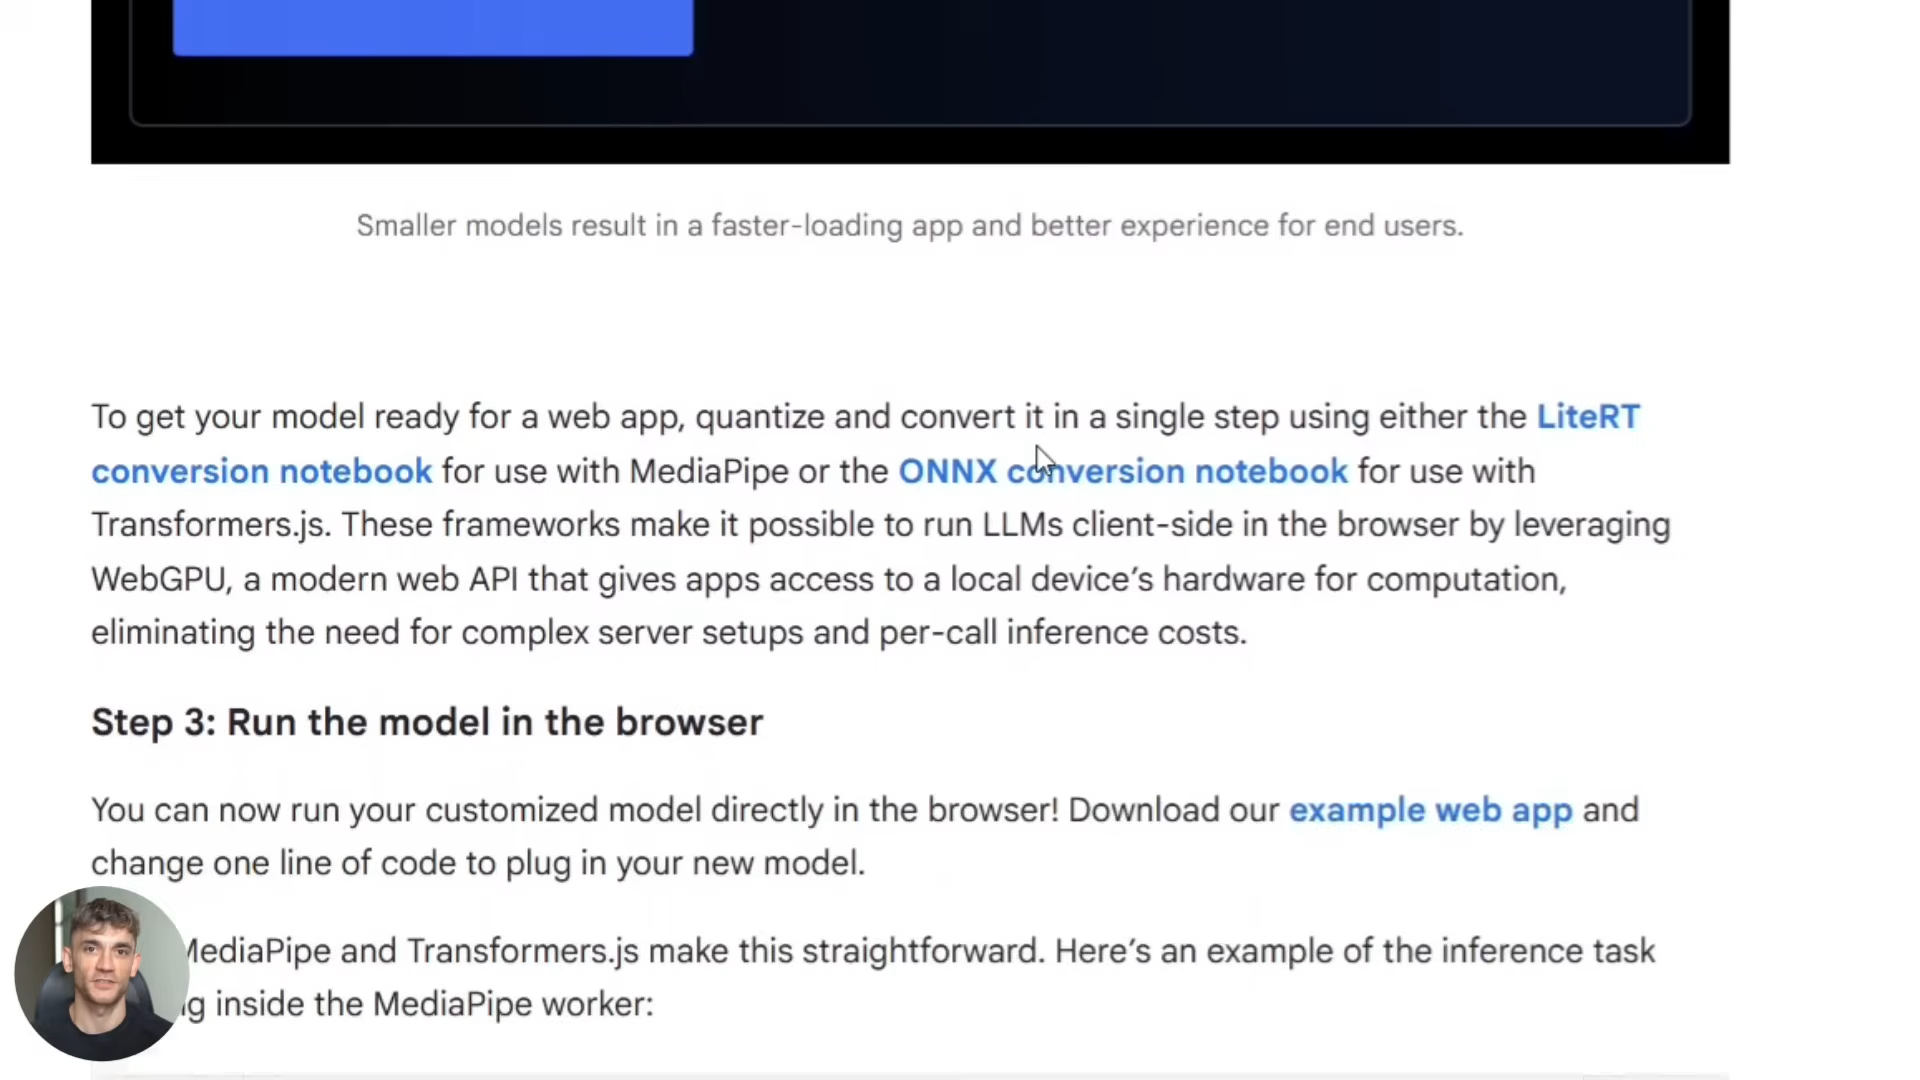 Smaller models result in a faster-loading app and better experience for end users.
To get your model ready for a web app, quantize and convert it in a single step using either the LiteRT
conversion notebook for use with MediaPipe or the ONNX conversion notebook for use with
Transformers.js. These frameworks make it possible to run LLMs client-side in the browser by leveraging
WebGPU, a modern web API that gives apps access to a local device's hardware for computation,
eliminating the need for complex server setups and per-call inference costs.
Step 3: Run the model in the browser
You can now run your customized model directly in the browser! Download our example web app and
change one line of code to plug in your new model.
MediaPipe and Transformers.js make this straightforward. Here's an example of the inference task
inside the MediaPipe worker: